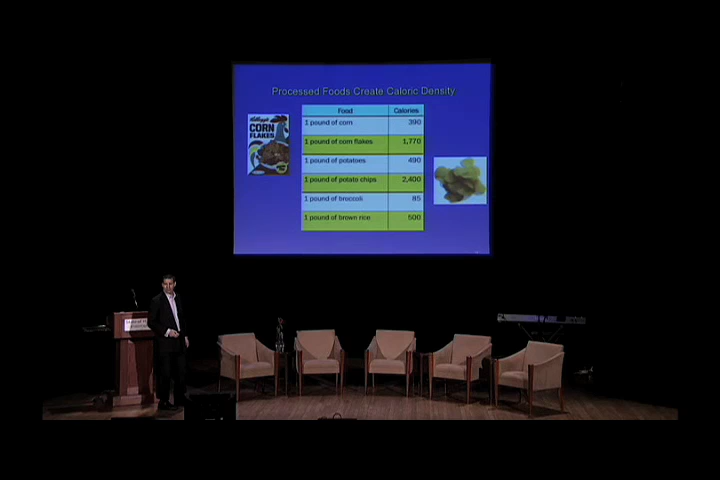 Processed Foods Create Caloric Density
Food Calories
1 pound of corn 390
1 pound of corn flakes 1,770
1 pound of potatoes 490
1 pound of potato chips 2,400
1 pound of broccoli 85
1 pound of brown rice 500
Kellogg's
CORN
FLAKES